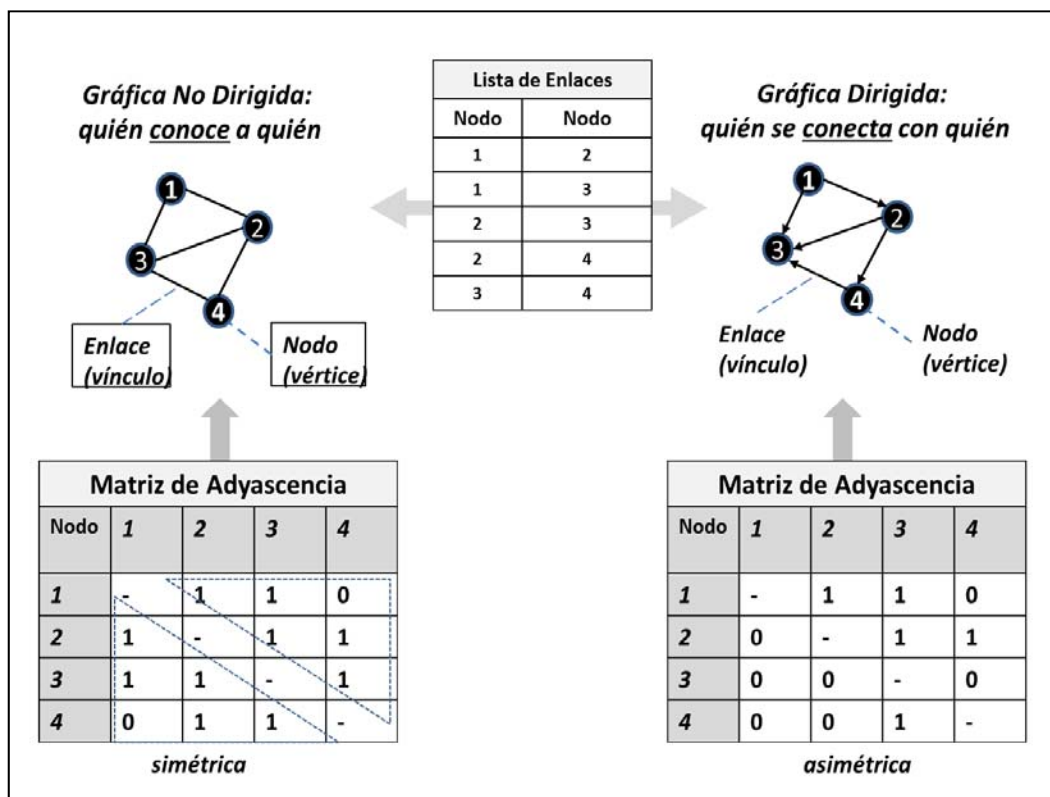 Gráfica No Dirigida:
quién conoce a quién
1
2
3
4
Enlace
(vínculo)
Nodo
(vértice)
Lista de Enlaces
Nodo Nodo
1 2
1 3
2 3
2 4
3 4
Gráfica Dirigida:
quién se conecta con quién
1
2
3
4
Enlace
(vínculo)
Nodo
(vértice)
Matriz de Adyascencia
Nodo 1 2 3 4
1 - 1 1 0
2 1 - 1 1
3 1 1 - 1
4 0 1 1 -
simétrica
Matriz de Adyascencia
Nodo 1 2 3 4
1 - 1 1 0
2 0 - 1 1
3 0 0 - 0
4 0 0 1 -
asimétrica